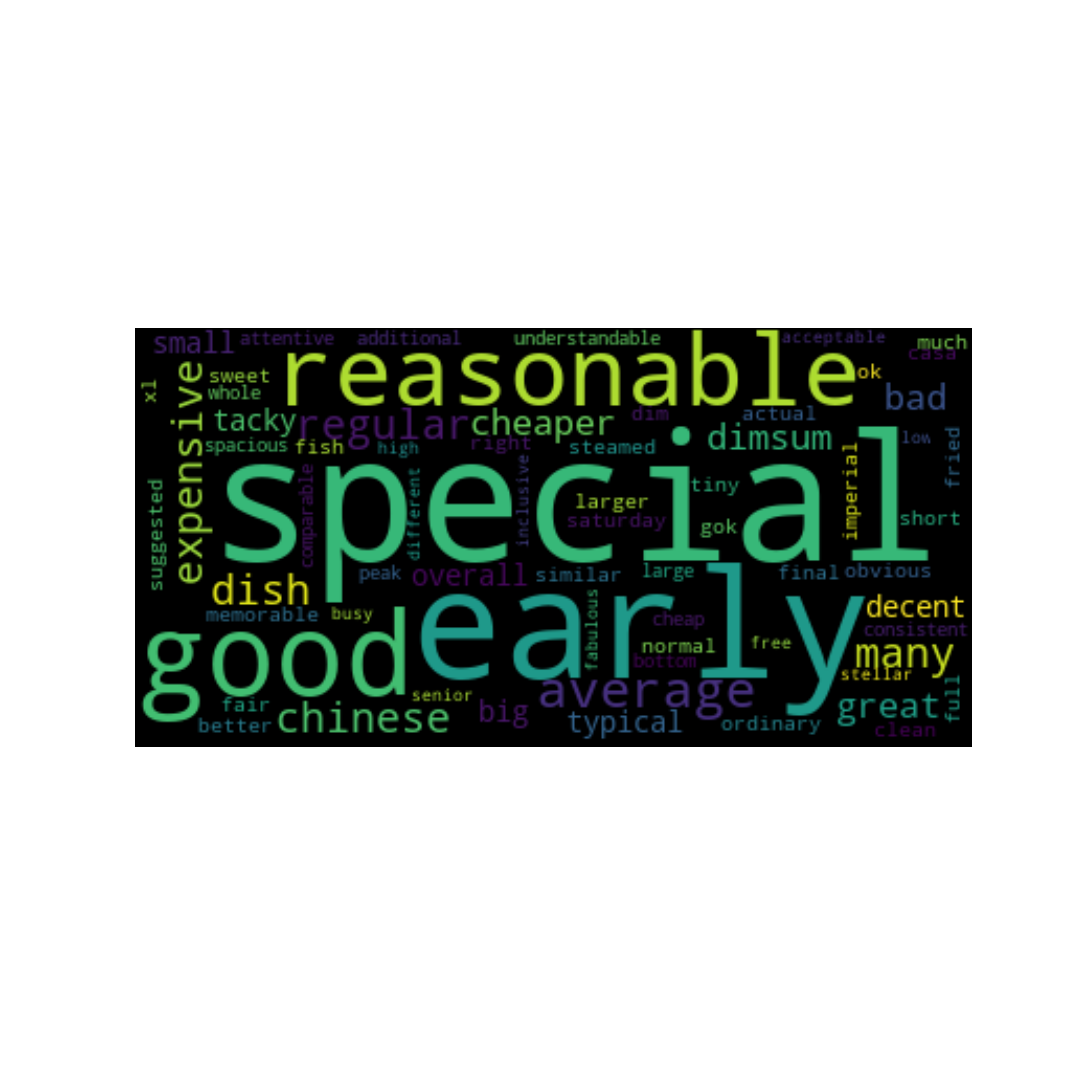 small attentive additional understandable acceptable much
casa
xl sweet reasonable ok
whole expensive bad
tacky regular cheaper dim actual
spacious fish high right steamed dimsum low fried
special
suggested comparable different inclusive larger tiny imperial
saturday gok short
peak overall similar large final obvious
dish early decent
memorable busy fabulous cheap consistent
good normal free many
bottom stellar
fair senior average great full
better chinese big typical ordinary clean